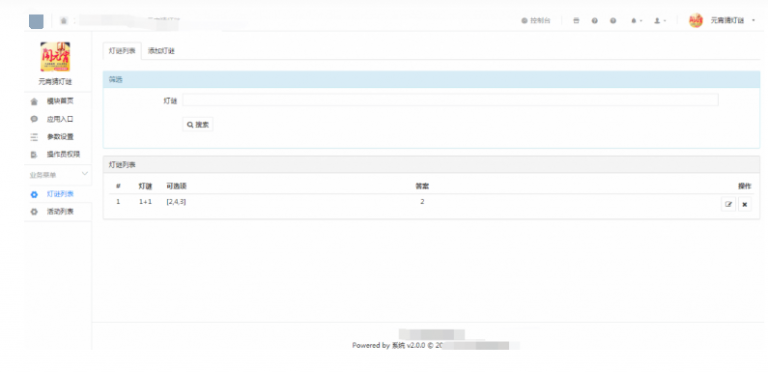 控制台
元宵猜灯谜
闹元宵
元宵猜灯谜
模块首页
应用入口
参数设置
操作员权限
业务菜单
灯谜列表
活动列表
灯谜列表 添加灯谜
筛选
灯谜
搜索
灯谜列表
# 灯谜 可选项 答案 操作
1 1+1 [2,4,3] 2
Powered by 系统 v2.0.0 © 20